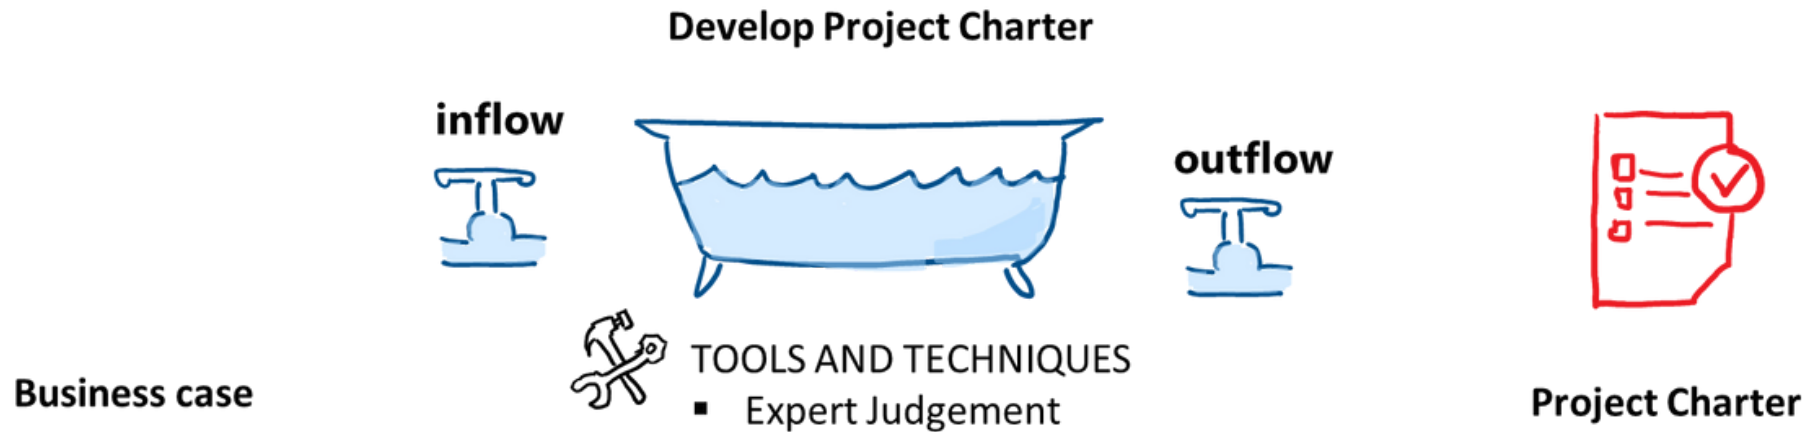 Develop Project Charter
inflow
outflow
TOOLS AND TECHNIQUES
▪ Expert Judgement
Business case
Project Charter